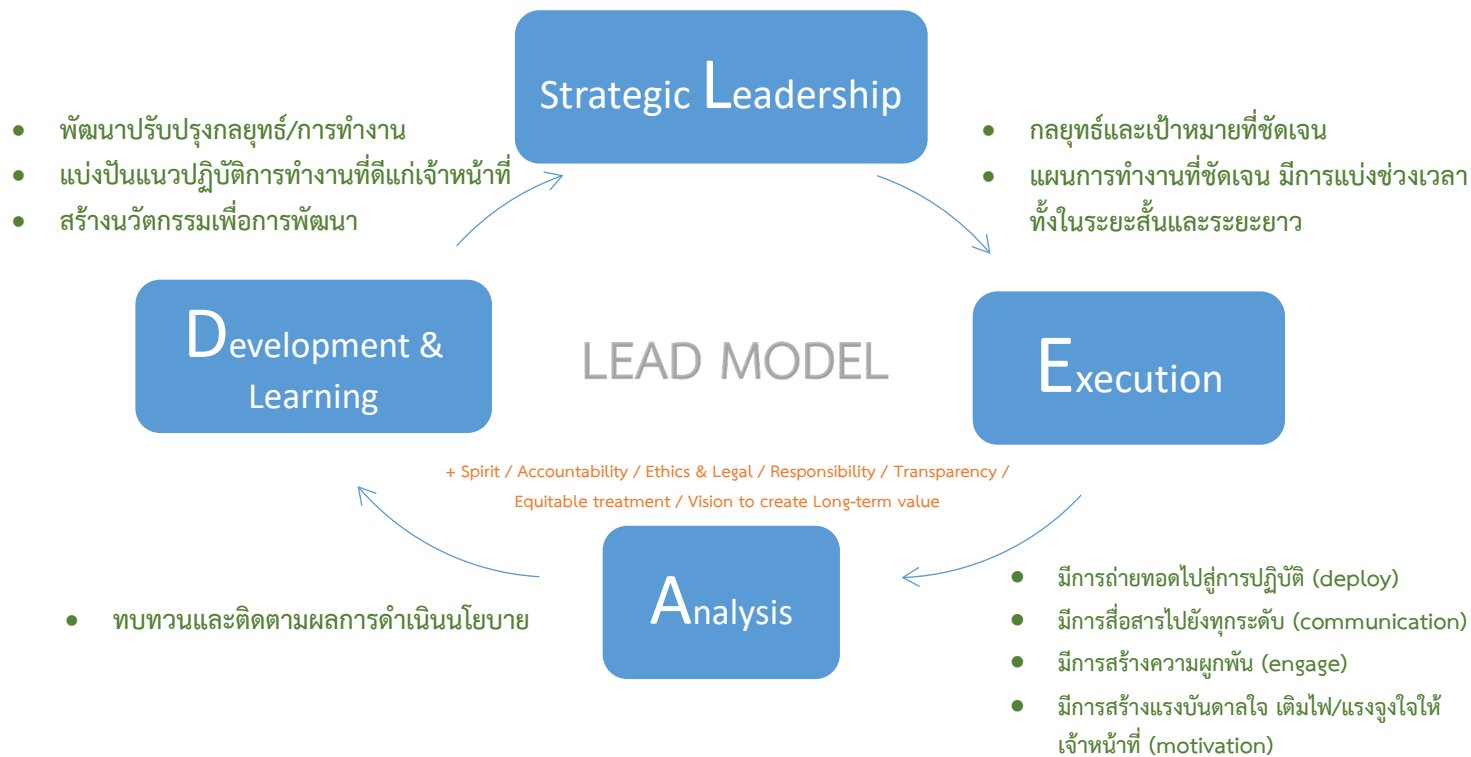 Strategic Leadership
• พัฒนาปรับปรุงกลยุทธ์/การทำงาน
• แบ่งปันแนวปฏิบัติการทำงานที่ดีแก่เจ้าหน้าที่
• สร้างนวัตกรรมเพื่อการพัฒนา
• กลยุทธ์และเป้าหมายที่ชัดเจน
• แผนการทำงานที่ชัดเจน มีการแบ่งช่วงเวลา
ทั้งในระยะสั้นและระยะยาว
Development &
Learning
LEAD MODEL
Execution
+ Spirit / Accountability / Ethics & Legal / Responsibility / Transparency /
Equitable treatment / Vision to create Long-term value
Analysis
• ทบทวนและติดตามผลการดำเนินนโยบาย
• มีการถ่ายทอดไปสู่การปฏิบัติ (deploy)
• มีการสื่อสารไปยังทุกระดับ (communication)
• มีการสร้างความผูกพัน (engage)
• มีการสร้างแรงบันดาลใจ เติมไฟ/แรงจูงใจให้
เจ้าหน้าที่ (motivation)